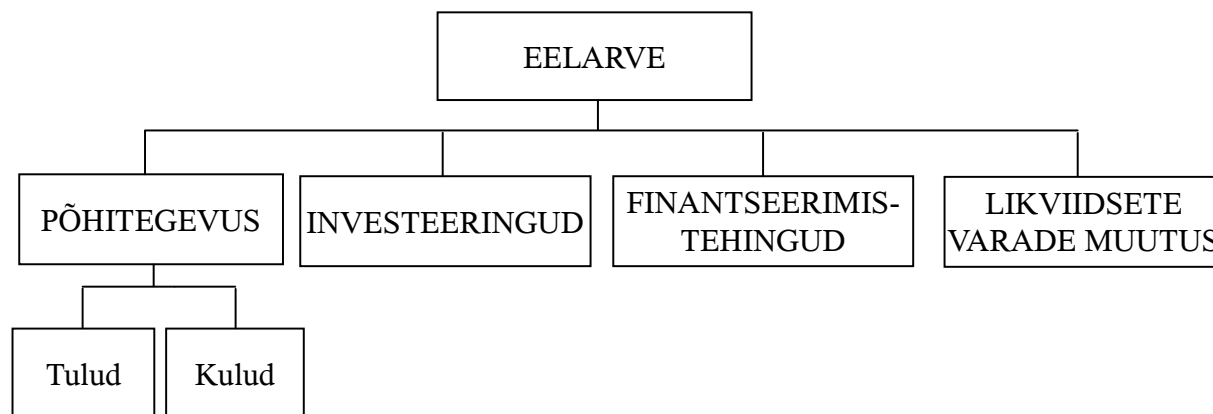 EELARVE
PÕHITEGEVUS
INVESTEERINGUD
FINANTSEERIMIS-
TEHINGUD
LIKVIIDSETE
VARADE MUUTUS
Tulud
Kulud